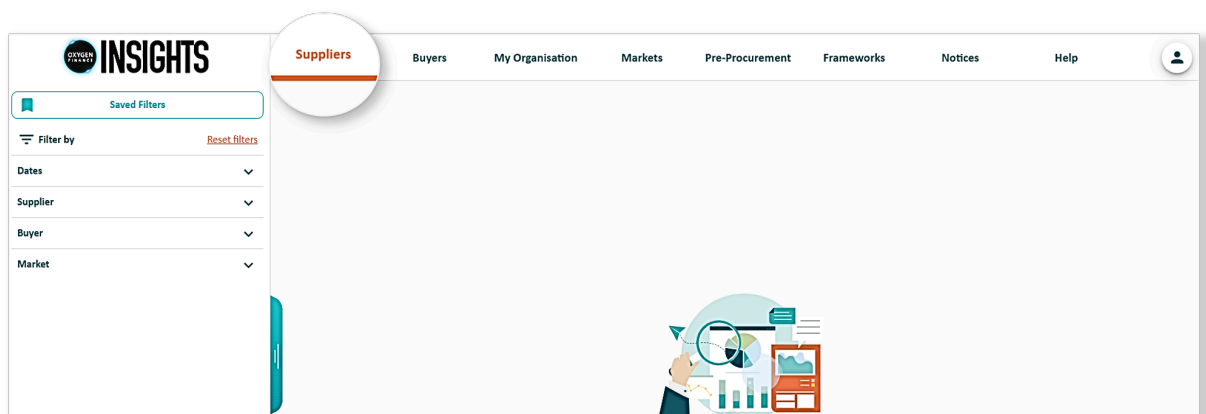 OXYGEN
FINANCE
INSIGHTS
Suppliers
Buyers
My Organisation
Markets
Pre-Procurement
Frameworks
Notices
Help
Saved Filters
Filter by
Reset filters
Dates
Supplier
Buyer
Market